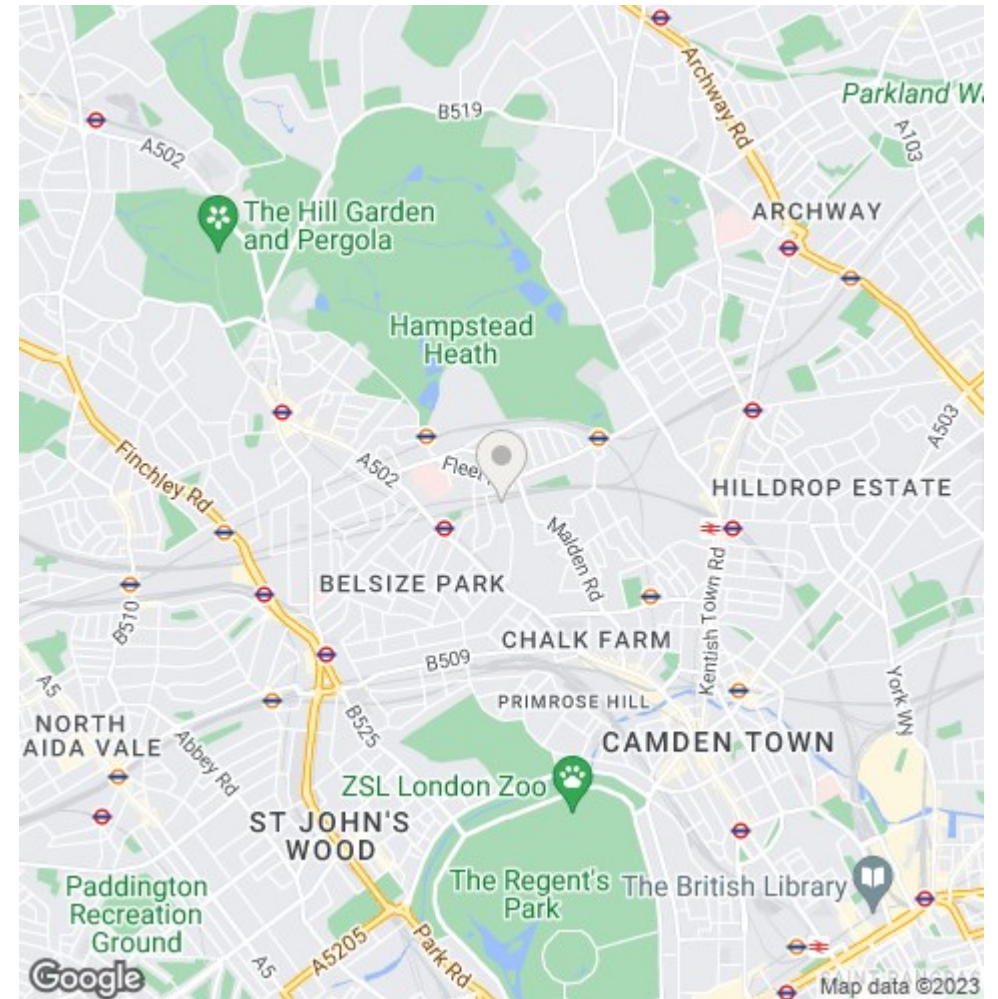 B519
Parkland Wa
Archway Rd
A103
A502
The Hill Garden
and Pergola
ARCHWAY
Hampstead
Heath
A503
Finchley Rd
A502
Fleet
HILLDROP ESTATE
Malden Rd
BELSIZE PARK
B510
Kentish Town Rd
CHALK FARM
B509
A5
PRIMROSE HILL
York WN
B525
NORTH
AIDA VALE
Abbey Rd
CAMDEN TOWN
ZSL London Zoo
ST JOHN'S
WOOD
The Regent's
Park
The British Library
Paddington
Recreation
Ground
A5205
Park Rd
A5
Google
Map data ©2023